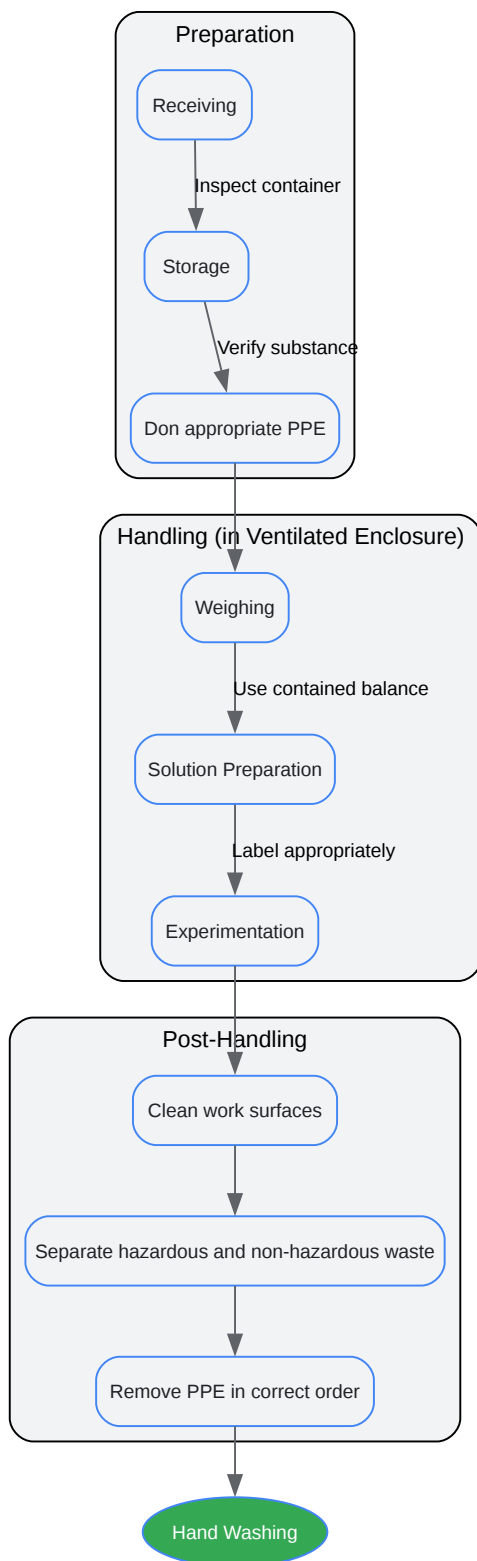 Preparation
Receiving
Inspect container
Storage
Verify substance
Don appropriate PPE
Handling (in Ventilated Enclosure)
Weighing
Use contained balance
Solution Preparation
Label appropriately
Experimentation
Post-Handling
Clean work surfaces
Separate hazardous and non-hazardous waste
Remove PPE in correct order
Hand Washing